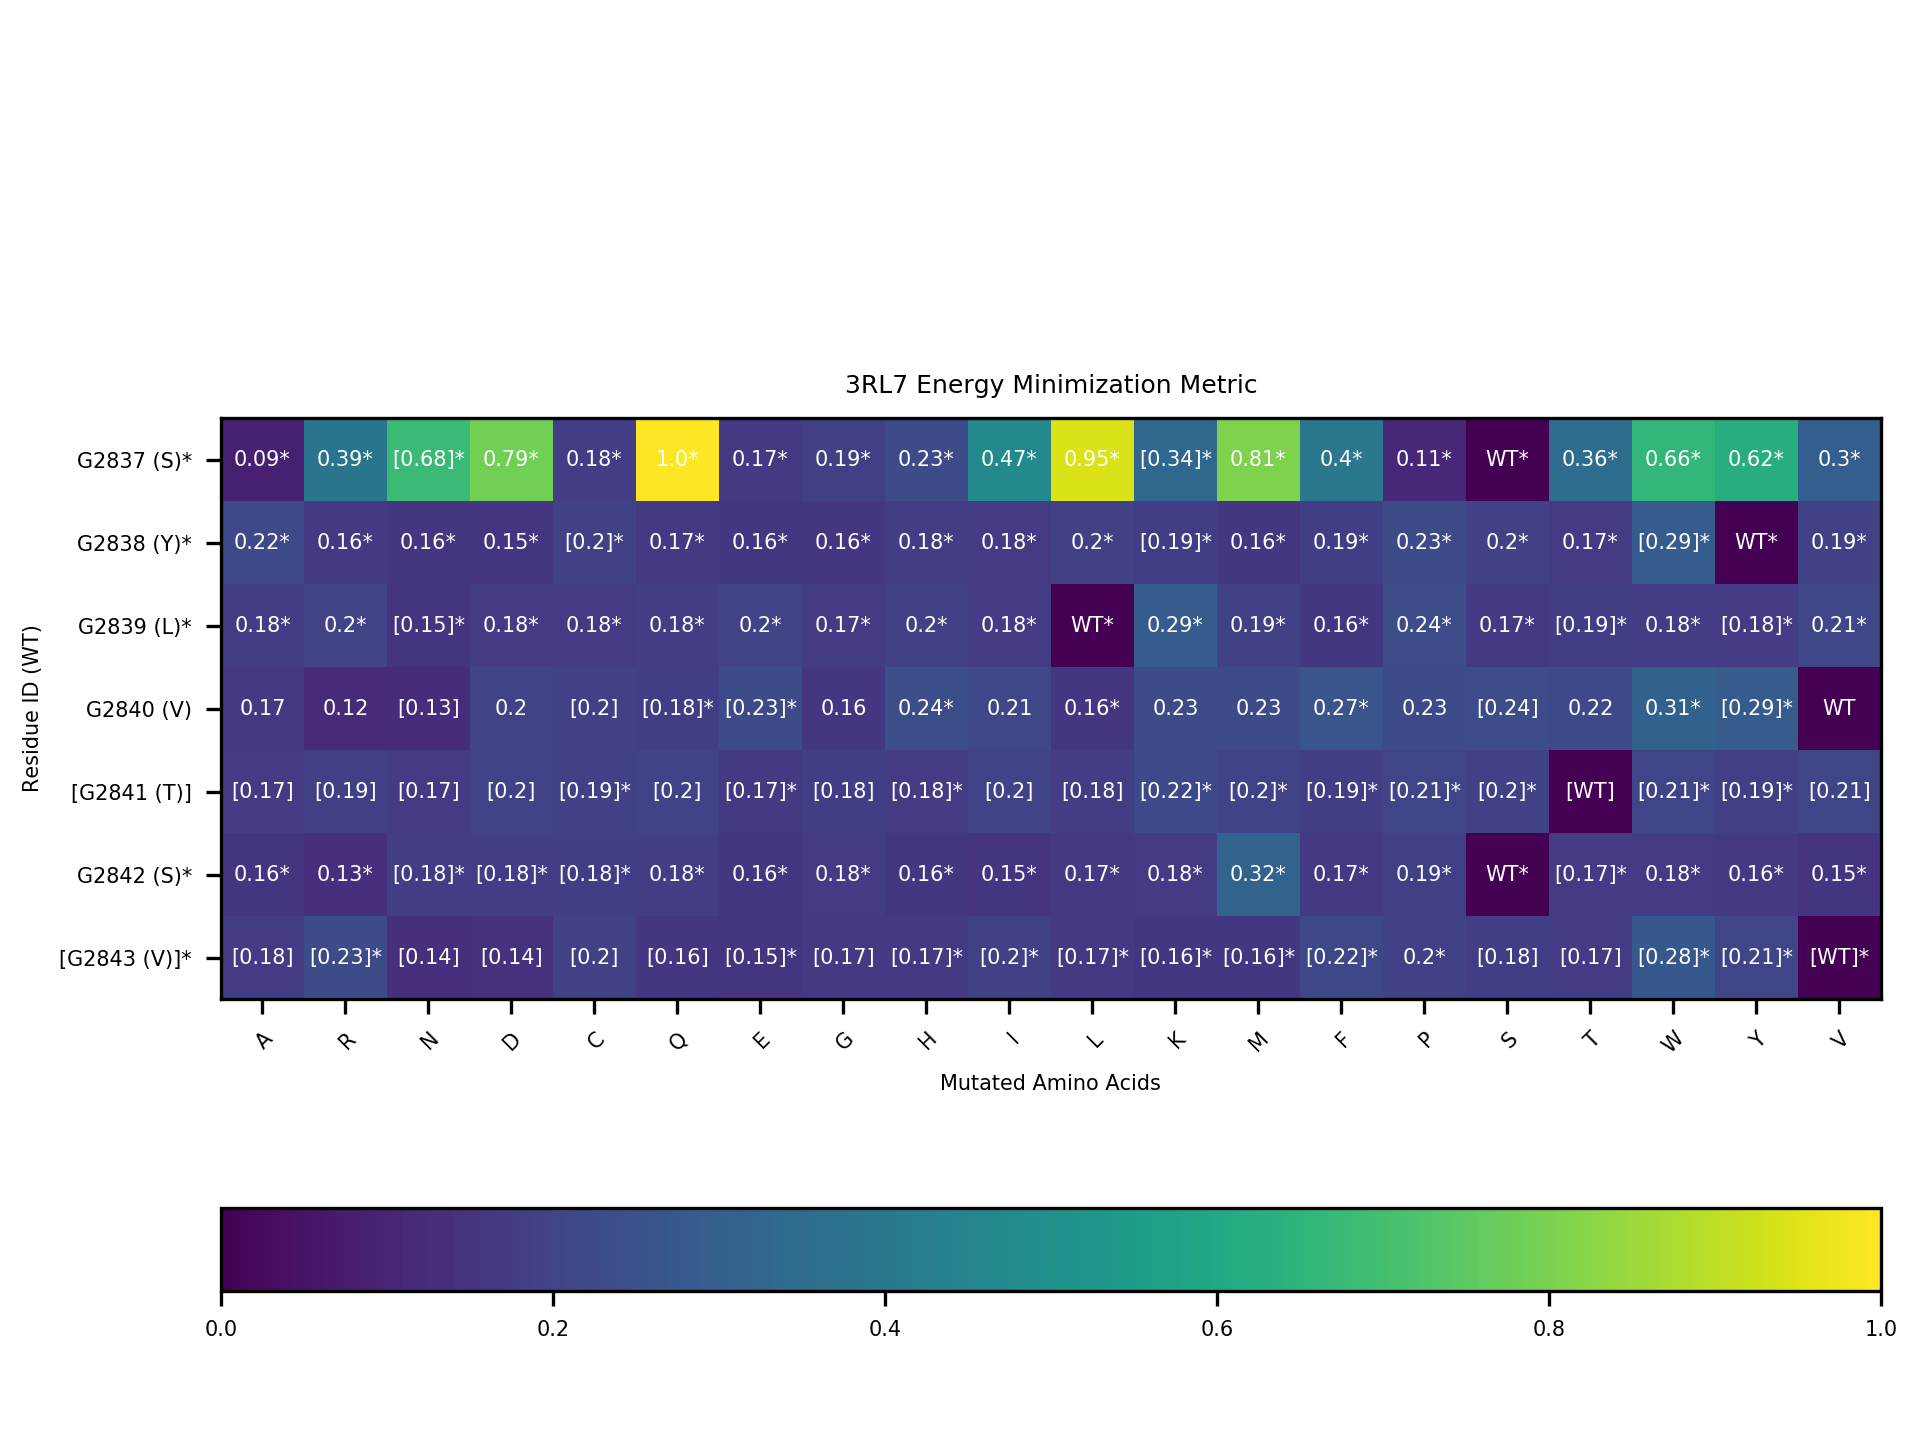 3RL7 Energy Minimization Metric
Residue ID (WT)
G2837 (S)* 0.09* 0.39* [0.68]* 0.79* 0.18* 1.0* 0.17* 0.19* 0.23* 0.47* 0.95* [0.34]* 0.81* 0.4* 0.11* WT* 0.36* 0.66* 0.62* 0.3*
G2838 (Y)* 0.22* 0.16* 0.16* 0.15* [0.2]* 0.17* 0.16* 0.16* 0.18* 0.18* 0.2* [0.19]* 0.16* 0.19* 0.23* 0.2* 0.17* [0.29]* WT* 0.19*
G2839 (L)* 0.18* 0.2* [0.15]* 0.18* 0.18* 0.18* 0.2* 0.17* 0.2* 0.18* WT* 0.29* 0.19* 0.16* 0.24* 0.17* [0.19]* 0.18* [0.18]* 0.21*
G2840 (V) 0.17 0.12 [0.13] 0.2 [0.2] [0.18]* [0.23]* 0.16 0.24* 0.21 0.16* 0.23 0.23 0.27* 0.23 [0.24] 0.22 0.31* [0.29]* WT
[G2841 (T)] [0.17] [0.19] [0.17] [0.2] [0.19]* [0.2] [0.17]* [0.18] [0.18]* [0.2] [0.18] [0.22]* [0.2]* [0.19]* [0.21]* [0.2]* [WT] [0.21]* [0.19]* [0.21]
G2842 (S)* 0.16* 0.13* [0.18]* [0.18]* [0.18]* 0.18* 0.16* 0.18* 0.16* 0.15* 0.17* 0.18* 0.32* 0.17* 0.19* WT* [0.17]* 0.18* 0.16* 0.15*
[G2843 (V)]* [0.18] [0.23]* [0.14] [0.14] [0.2] [0.16] [0.15]* [0.17] [0.17]* [0.2]* [0.17]* [0.16]* [0.16]* [0.22]* 0.2* [0.18] [0.17] [0.28]* [0.21]* [WT]*
A R N D C Q E G H I L K M F P S T W Y V
Mutated Amino Acids
0.0 0.2 0.4 0.6 0.8 1.0